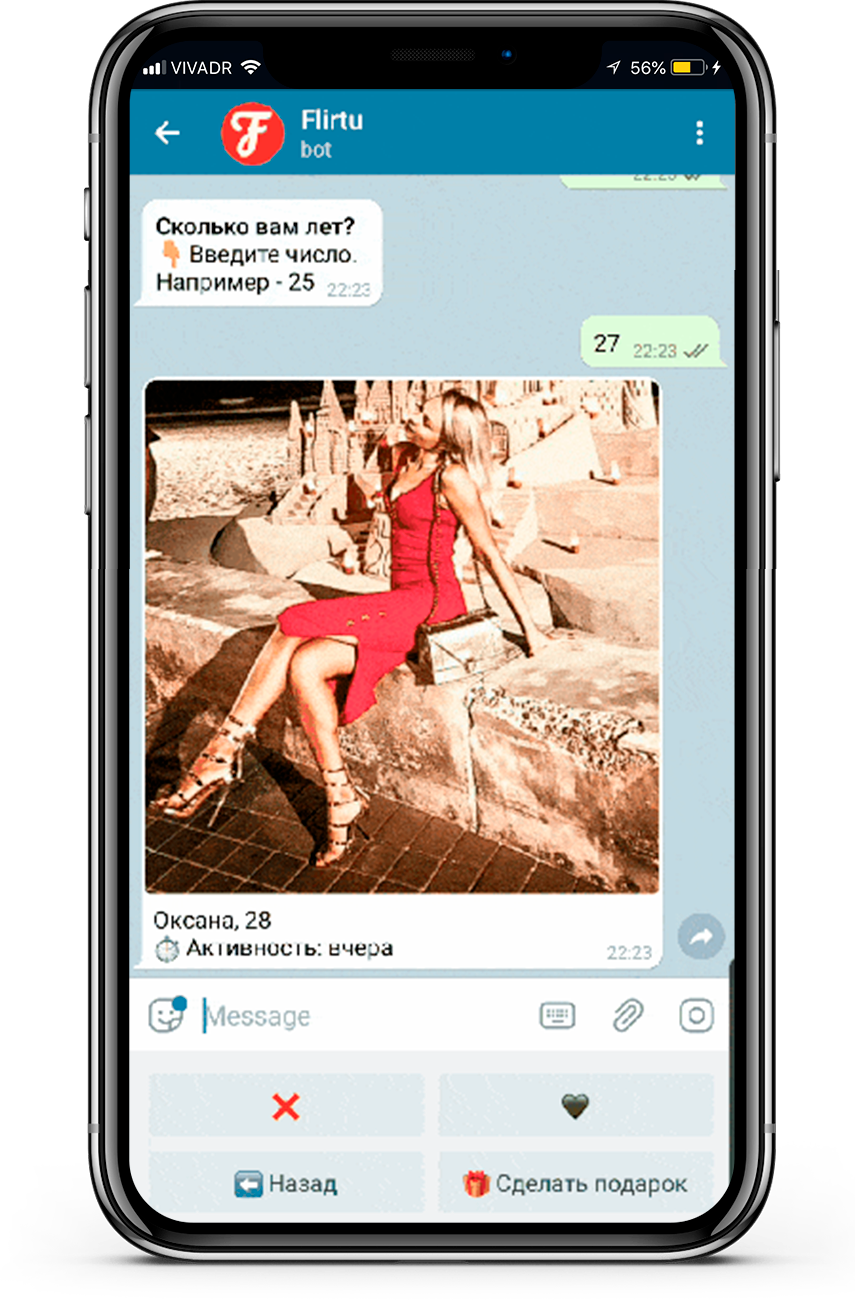 VIVADR 56%
Flirtu
bot
22:23
Сколько вам лет?
Введите число.
Например - 25 22:23
27 22:23
Оксана, 28
Активность: вчера 22:23
Message
Назад
Сделать подарок